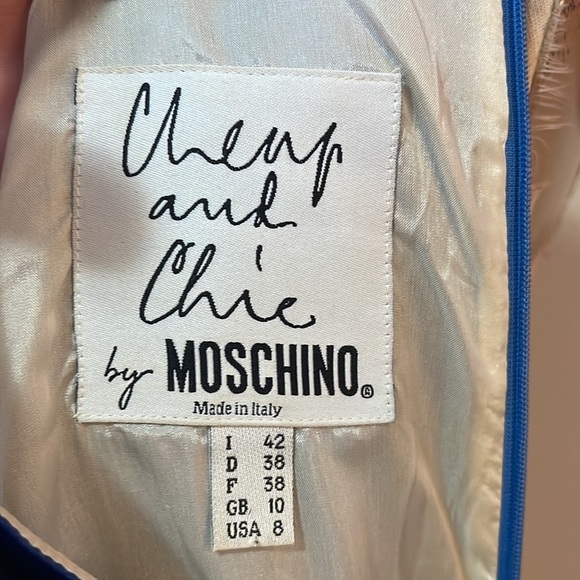 Cheap
and
Chic
by MOSCHINO®
Made in Italy
I 42
D 38
F 38
GB 10
USA 8